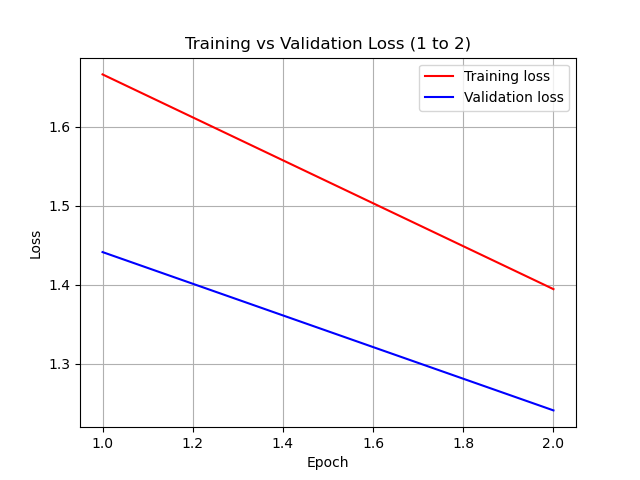 Training vs Validation Loss (1 to 2)
Training loss
Validation loss
1.6
1.5
1.4
1.3
Loss
1.0 1.2 1.4 1.6 1.8 2.0
Epoch